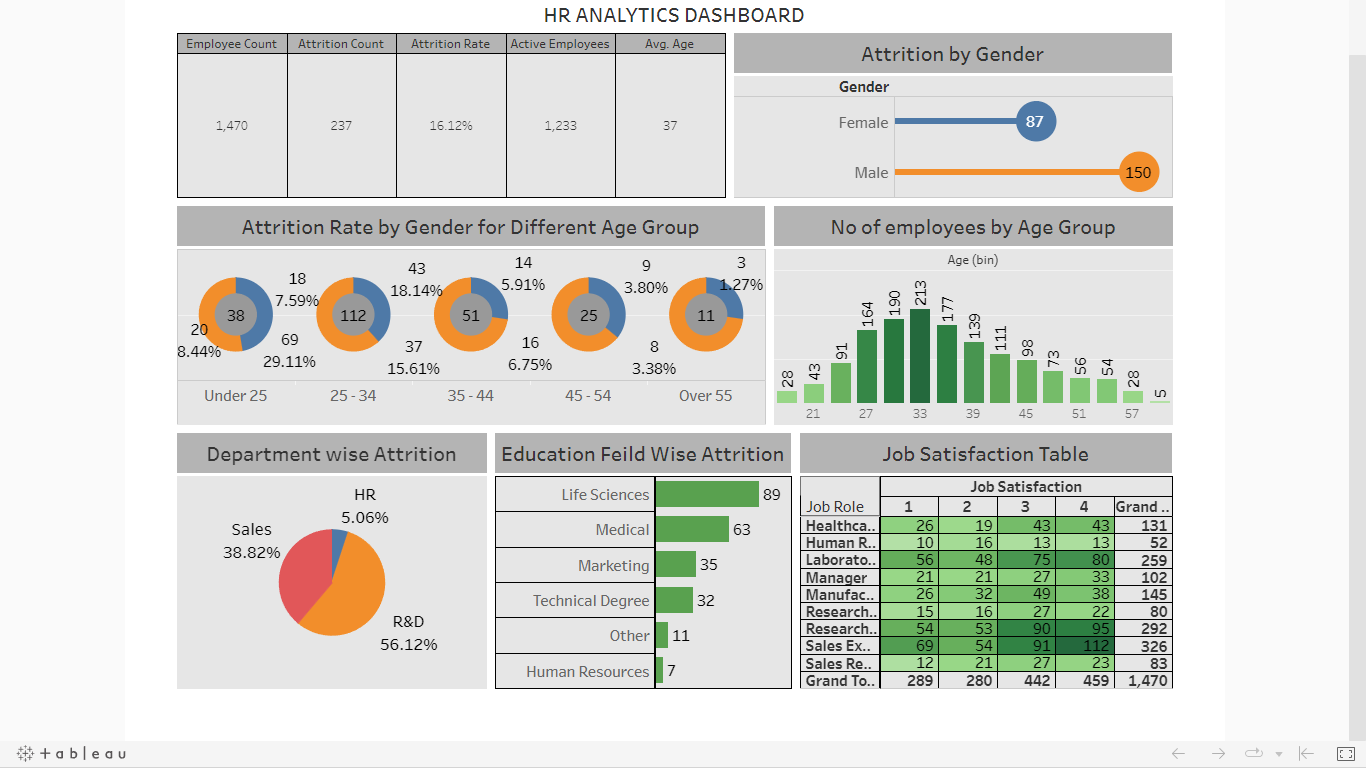 HR ANALYTICS DASHBOARD
Employee Count Attrition Count Attrition Rate Active Employees Avg. Age
1,470 237 16.12% 1,233 37
Attrition by Gender
Gender
Female 87
Male 150
Attrition Rate by Gender for Different Age Group
18
7.59%
20
8.44%
38
43
18.14%
69
29.11%
112
14
5.91%
37
15.61%
51
9
3.80%
16
6.75%
25
3
1.27%
8
3.38%
11
Under 25 25 - 34 35 - 44 45 - 54 Over 55
No of employees by Age Group
Age (bin)
28 43 91 164 190 213 177 139 111 98 73 56 54 28 5
21 27 33 39 45 51 57
Department wise Attrition
HR
5.06%
Sales
38.82%
R&D
56.12%
Education Feild Wise Attrition
Life Sciences 89
Medical 63
Marketing 35
Technical Degree 32
Other 11
Human Resources 7
Job Satisfaction Table
Job Satisfaction
Job Role 1 2 3 4 Grand ..
Healthca.. 26 19 43 43 131
Human R.. 10 16 13 13 52
Laborato.. 56 48 75 80 259
Manager 21 21 27 33 102
Manufac.. 26 32 49 38 145
Research.. 15 16 27 22 80
Research.. 54 53 90 95 292
Sales Ex.. 69 54 91 112 326
Sales Re.. 12 21 27 23 83
Grand To.. 289 280 442 459 1,470
+ableau